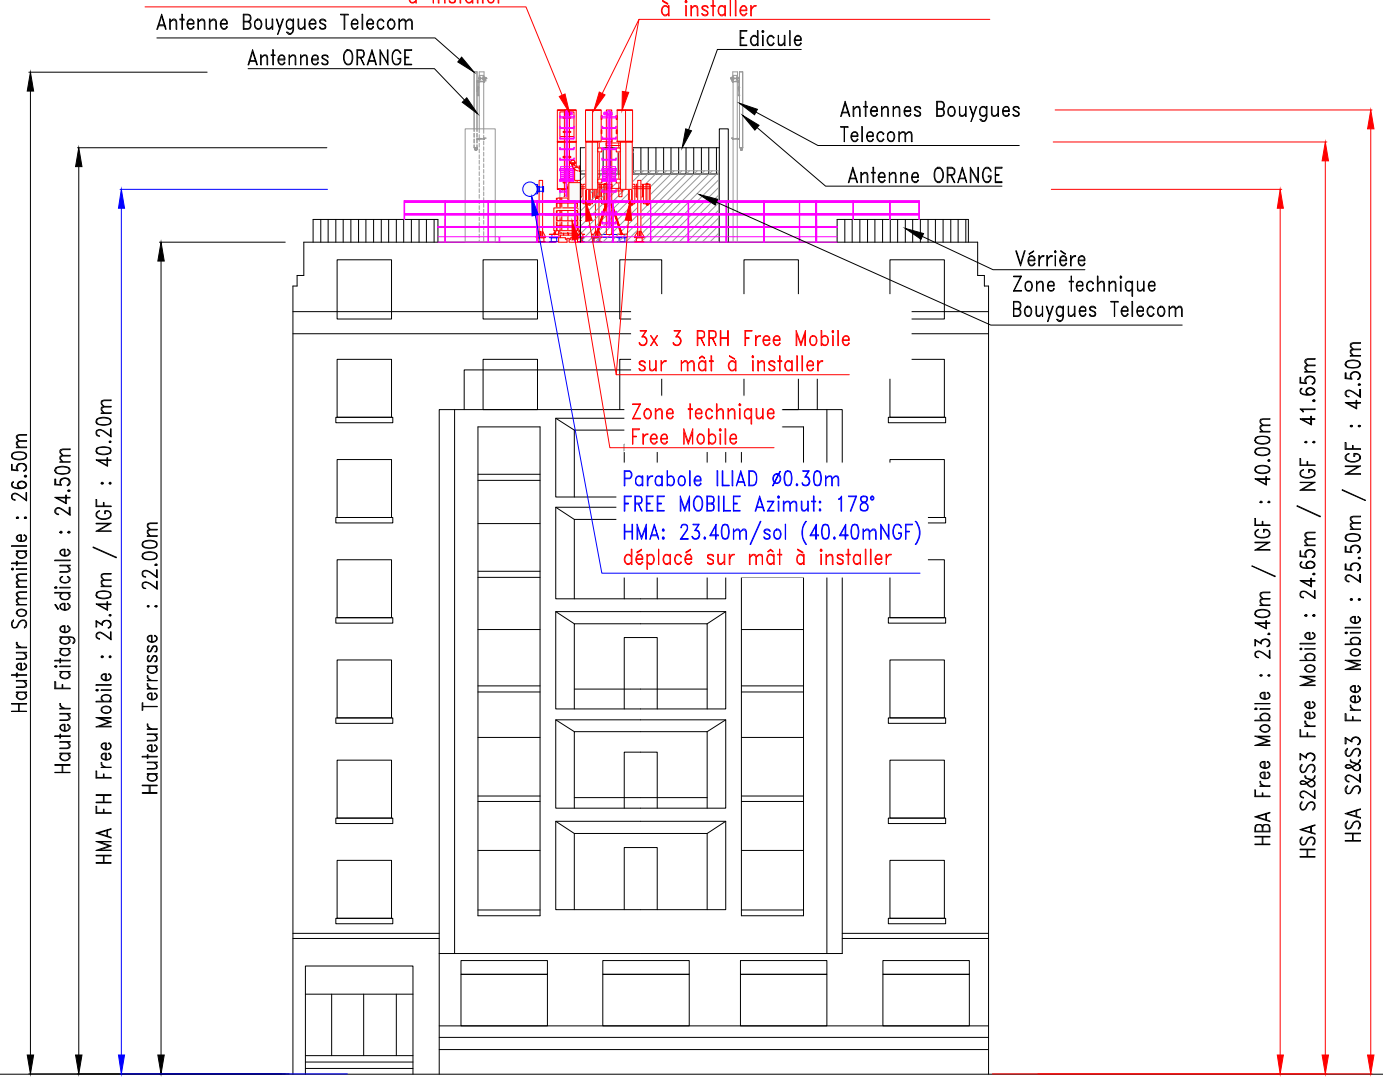 à installer
à installer
Antenne Bouygues Telecom
Edicule
Antennes ORANGE
Antennes Bouygues
Telecom
Antenne ORANGE
Vérrière
Zone technique
Bouygues Telecom
3x 3 RRH Free Mobile
sur mât à installer
Zone technique
Free Mobile
Parabole ILIAD ø0.30m
FREE MOBILE Azimut: 178°
HMA: 23.40m/sol (40.40mNGF)
déplacé sur mât à installer
Hauteur Sommitale : 26.50m
Hauteur Faitage édicule : 24.50m
HMA FH Free Mobile : 23.40m / NGF : 40.20m
Hauteur Terrasse : 22.00m
HBA Free Mobile : 23.40m / NGF : 40.00m
HSA S2&S3 Free Mobile : 24.65m / NGF : 41.65m
HSA S2&S3 Free Mobile : 25.50m / NGF : 42.50m